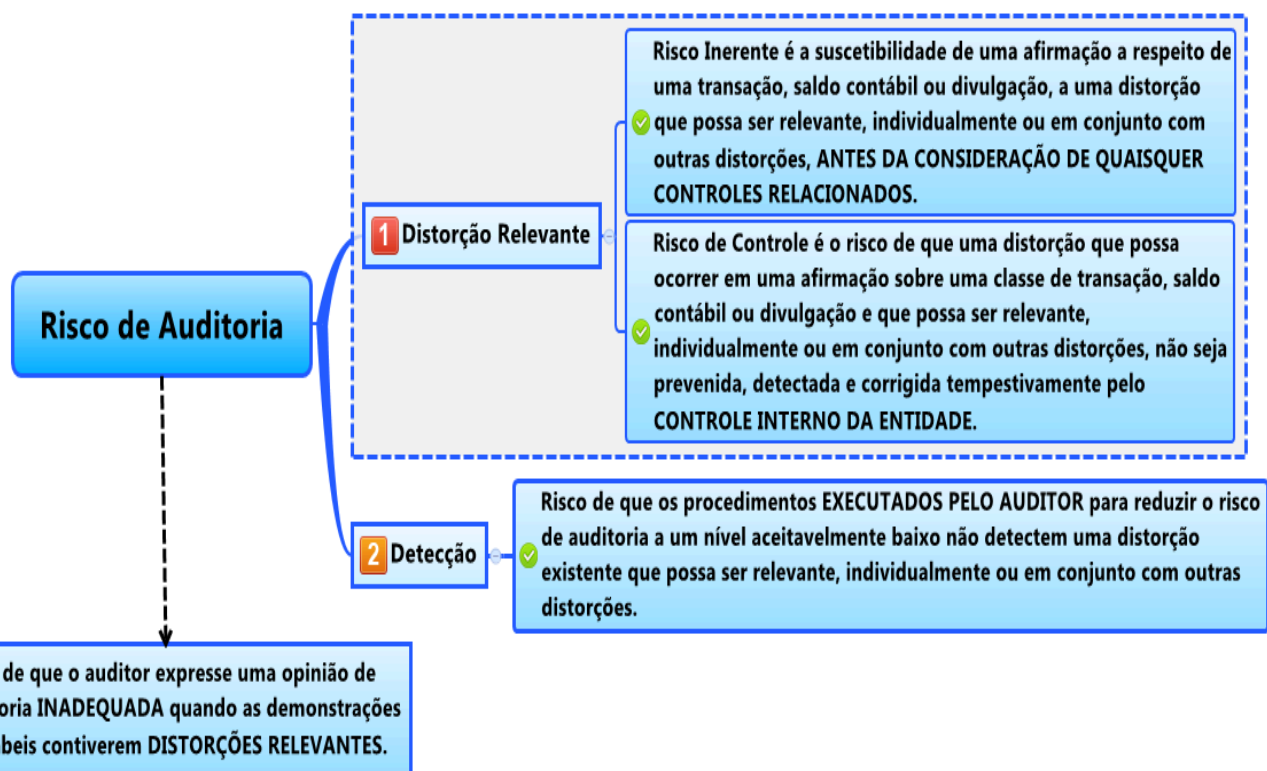 Risco de Auditoria
1 Distorção Relevante
Risco Inerente é a suscetibilidade de uma afirmação a respeito de
uma transação, saldo contábil ou divulgação, a uma distorção
que possa ser relevante, individualmente ou em conjunto com
outras distorções, ANTES DA CONSIDERAÇÃO DE QUAISQUER
CONTROLES RELACIONADOS.
Risco de Controle é o risco de que uma distorção que possa
ocorrer em uma afirmação sobre uma classe de transação, saldo
contábil ou divulgação e que possa ser relevante,
individualmente ou em conjunto com outras distorções, não seja
prevenida, detectada e corrigida tempestivamente pelo
CONTROLE INTERNO DA ENTIDADE.
2 Detecção
Risco de que os procedimentos EXECUTADOS PELO AUDITOR para reduzir o risco
de auditoria a um nível aceitavelmente baixo não detectem uma distorção
existente que possa ser relevante, individualmente ou em conjunto com outras
distorções.
de que o auditor expresse uma opinião de
INADEQUADA quando as demonstrações
contiverem DISTORÇÕES RELEVANTES.